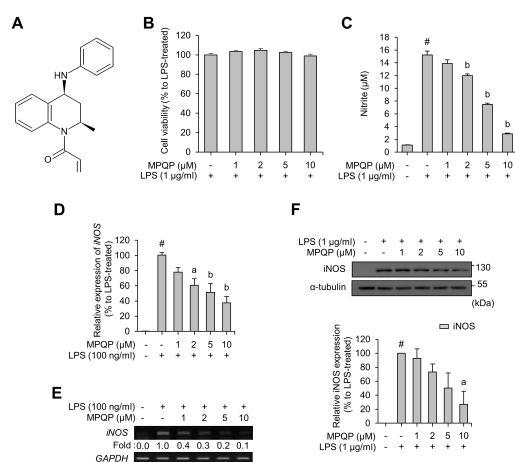 A
HN
N
O
B
Cell viability (% to LPS-treated)
120
100
80
60
40
20
0
MPQP (μM) - 1 2 5 10
LPS (1 μg/ml) + + + + +
C
Nitrite (μM)
18
16
14
12
10
8
6
4
2
0
#
b
b
b
MPQP (μM) - - 1 2 5 10
LPS (1 μg/ml) - + + + + +
D
Relative expression of iNOS
(% to LPS-treated)
120
100
80
60
40
20
0
#
a
b
b
MPQP (μM) - - 1 2 5 10
LPS (100 ng/ml) - + + + + +
E
LPS (100 ng/ml) - + + + + +
MPQP (μM) - - 1 2 5 10
iNOS
Fold : 0.0 1.0 0.4 0.3 0.2 0.1
GAPDH
F
LPS (1 μg/ml) - + + + + +
MPQP (μM) - - 1 2 5 10
iNOS 130
α-tubulin 55
(kDa)
iNOS
Relative iNOS expression
(% to LPS-treated)
120
100
80
60
40
20
0
#
a
MPQP (μM) - - 1 2 5 10
LPS (1 μg/ml) - + + + + +